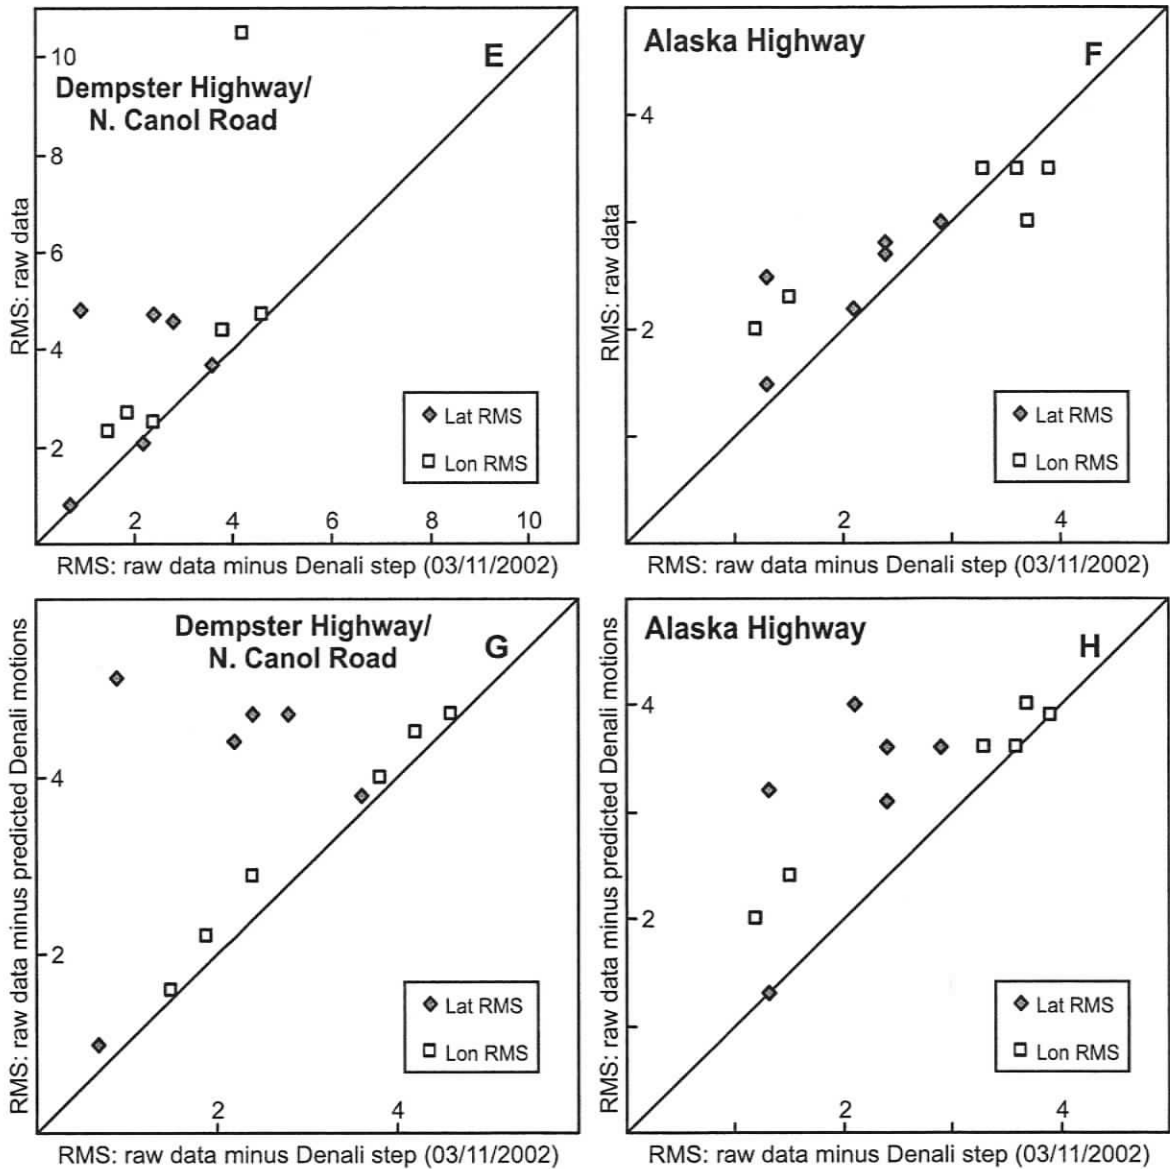 E
Dempster Highway/
N. Canol Road
10
8
6
4
2
RMS: raw data
Lat RMS
Lon RMS
2 4 6 8 10
RMS: raw data minus Denali step (03/11/2002)
Alaska Highway
F
4
2
RMS: raw data
Lat RMS
Lon RMS
2 4
RMS: raw data minus Denali step (03/11/2002)
Dempster Highway/
N. Canol Road
G
4
2
RMS: raw data minus predicted Denali motions
Lat RMS
Lon RMS
2 4
RMS: raw data minus Denali step (03/11/2002)
Alaska Highway
H
4
2
RMS: raw data minus predicted Denali motions
Lat RMS
Lon RMS
2 4
RMS: raw data minus Denali step (03/11/2002)